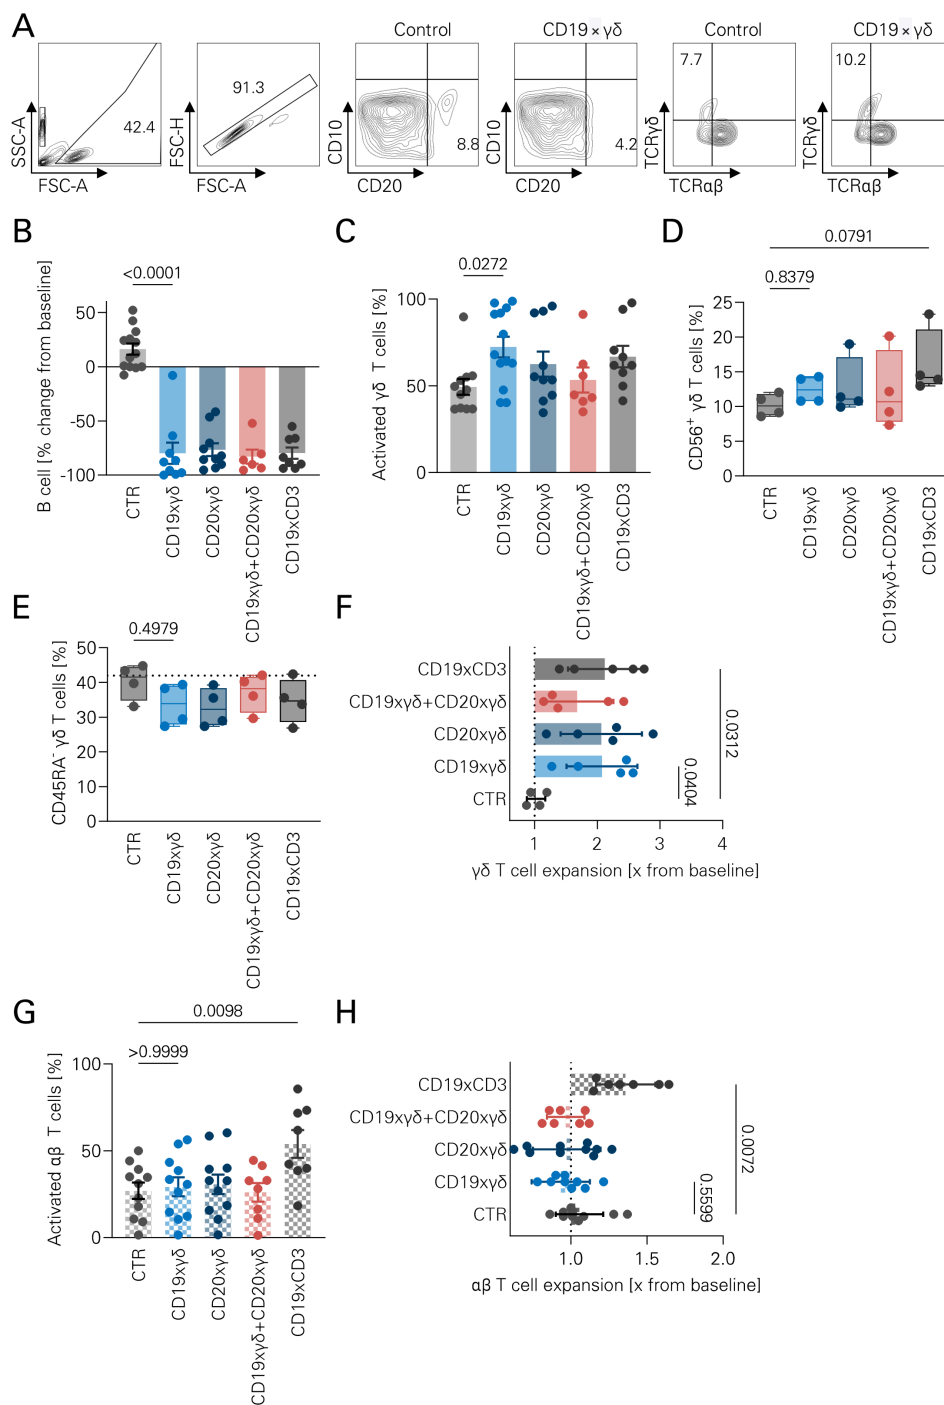 A
Control
CD19 × γδ
Control
CD19 × γδ
SSC-A
42.4
FSC-A
FSC-H
91.3
FSC-A
CD10
8.8
CD20
CD10
4.2
CD20
TCRγδ
7.7
TCRαβ
TCRγδ
10.2
TCRαβ
B
B cell [% change from baseline]
<0.0001
50
0
-50
-100
CTR
CD19xγδ
CD20xγδ
CD19xγδ+CD20xγδ
CD19xCD3
C
Activated γδ T cells [%]
0.0272
100
50
0
CTR
CD19xγδ
CD20xγδ
CD19xγδ+CD20xγδ
CD19xCD3
D
CD56+ γδ T cells [%]
0.0791
0.8379
25
20
15
10
5
0
CTR
CD19xγδ
CD20xγδ
CD19xγδ+CD20xγδ
CD19xCD3
E
CD45RA- γδ T cells [%]
0.4979
50
40
30
20
10
0
CTR
CD19xγδ
CD20xγδ
CD19xγδ+CD20xγδ
CD19xCD3
F
CD19xCD3
CD19xγδ+CD20xγδ
CD20xγδ
CD19xγδ
CTR
0.0312
0.0404
1
2
3
4
γδ T cell expansion [x from baseline]
G
Activated αβ T cells [%]
0.0098
>0.9999
100
50
0
CTR
CD19xγδ
CD20xγδ
CD19xγδ+CD20xγδ
CD19xCD3
H
CD19xCD3
CD19xγδ+CD20xγδ
CD20xγδ
CD19xγδ
CTR
0.0072
0.5599
1.0
1.5
2.0
αβ T cell expansion [x from baseline]